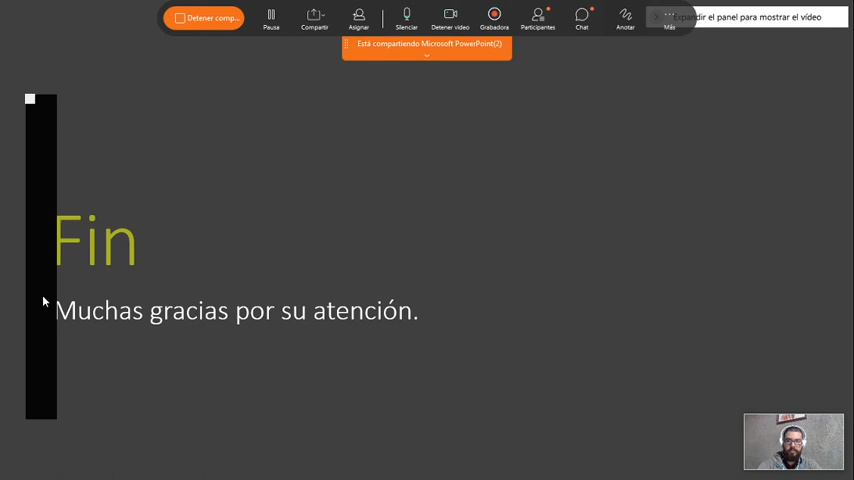 Detener comp...
Pausa
Compartir
Asignar
Silenciar
Detener video
Grabadora
Participantes
Chat
Anotar
Más
Expandir el panel para mostrar el vídeo
Está compartiendo Microsoft PowerPoint(2)
Fin
Muchas gracias por su atención.